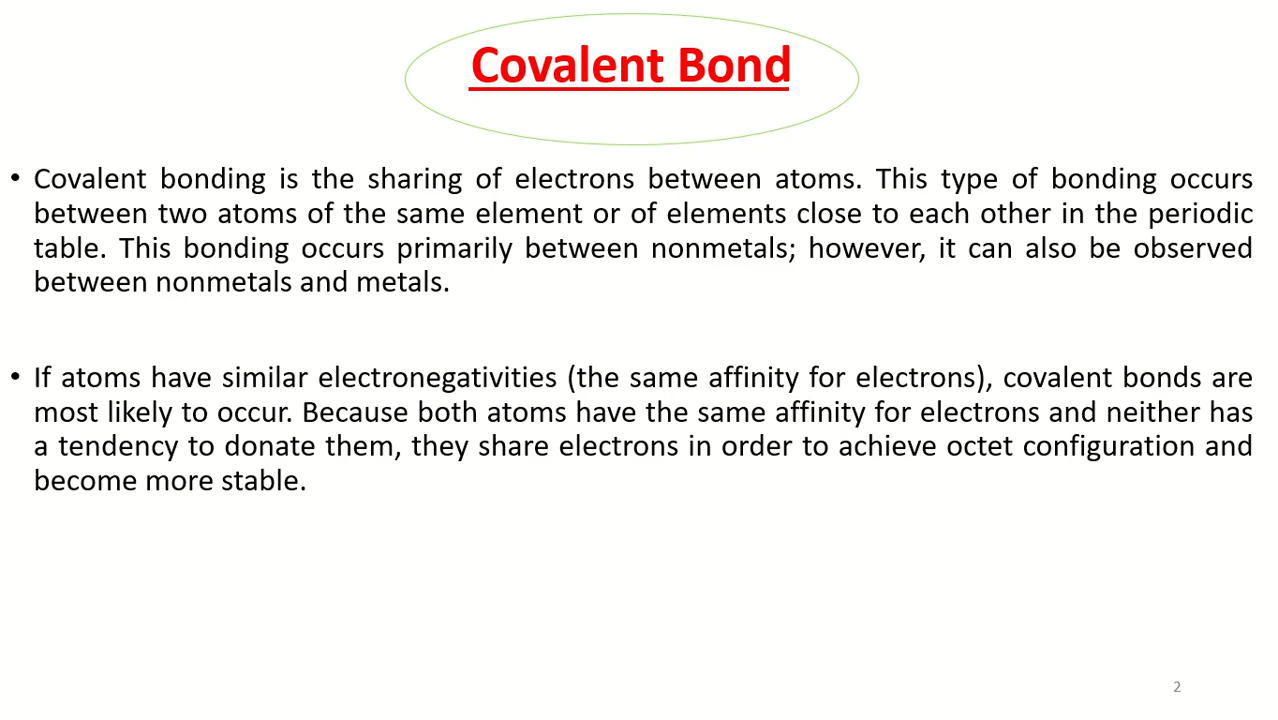 Covalent Bond
• Covalent bonding is the sharing of electrons between atoms. This type of bonding occurs
between two atoms of the same element or of elements close to each other in the periodic
table. This bonding occurs primarily between nonmetals; however, it can also be observed
between nonmetals and metals.
• If atoms have similar electronegativities (the same affinity for electrons), covalent bonds are
most likely to occur. Because both atoms have the same affinity for electrons and neither has
a tendency to donate them, they share electrons in order to achieve octet configuration and
become more stable.
2